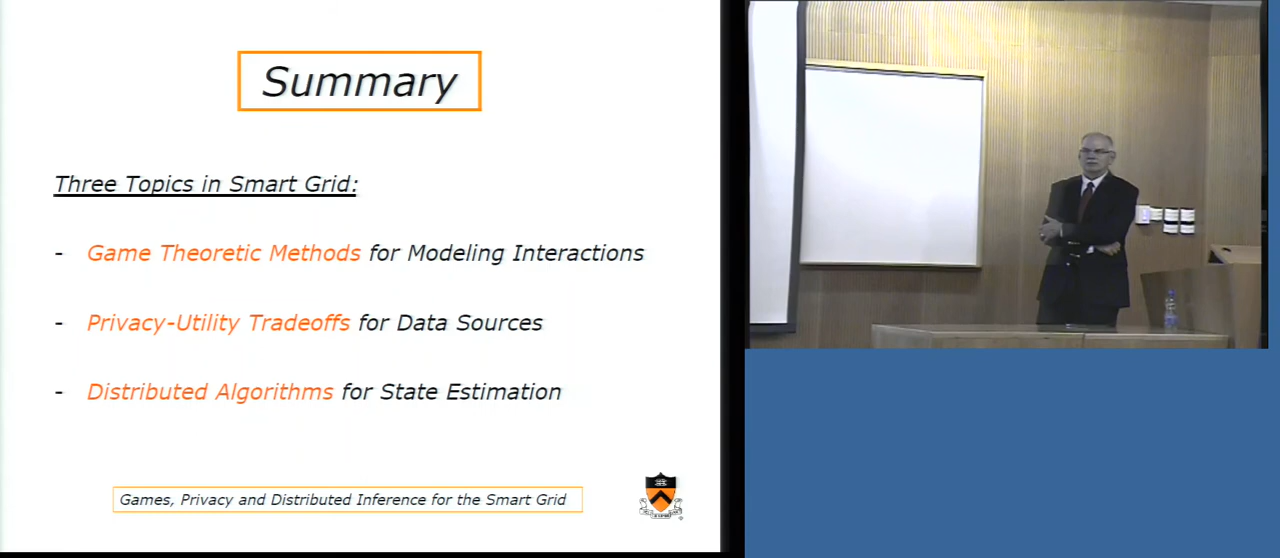 Summary
Three Topics in Smart Grid:
- Game Theoretic Methods for Modeling Interactions
- Privacy-Utility Tradeoffs for Data Sources
- Distributed Algorithms for State Estimation
Games, Privacy and Distributed Inference for the Smart Grid